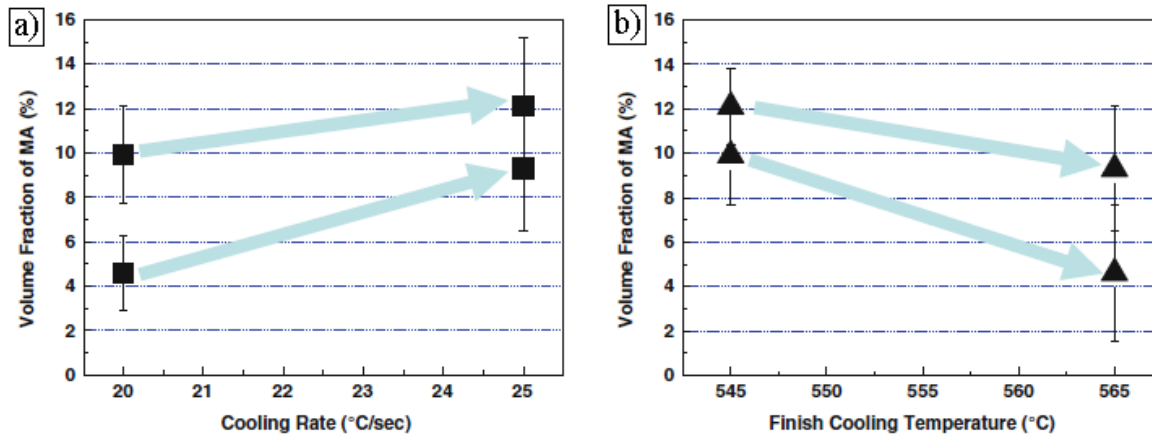 a)
Volume Fraction of MA (%)
16
14
12
10
8
6
4
2
0
20 21 22 23 24 25
Cooling Rate (°C/sec)
b)
Volume Fraction of MA (%)
16
14
12
10
8
6
4
2
0
545 550 555 560 565
Finish Cooling Temperature (°C)